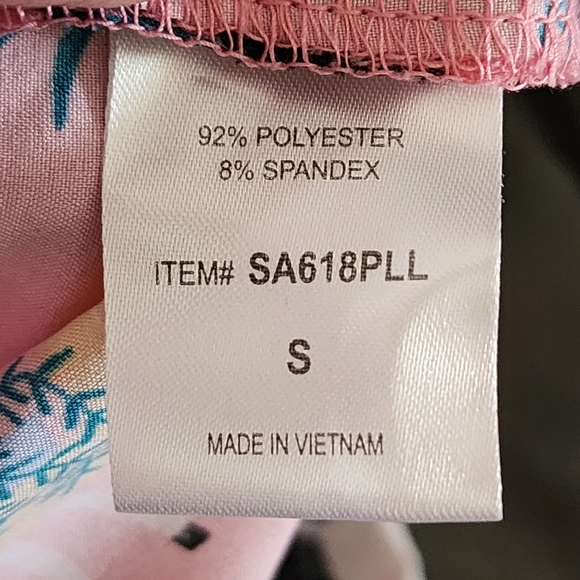 92% POLYESTER
8% SPANDEX
ITEM# SA618PLL
S
MADE IN VIETNAM